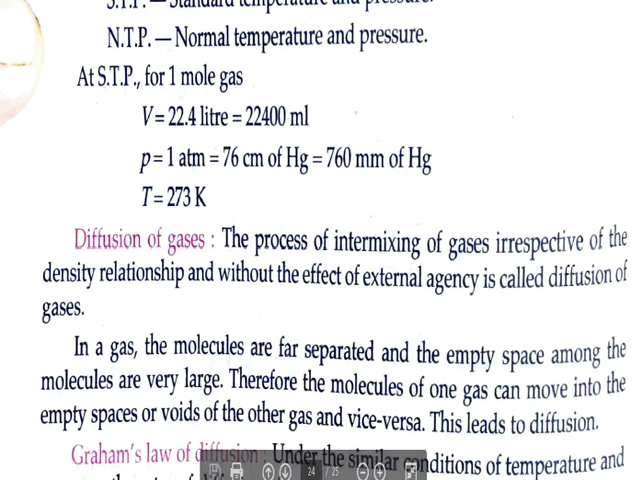 S.T.P. — Standard temperature and pressure.
N.T.P. — Normal temperature and pressure.
At S.T.P., for 1 mole gas
V = 22.4 litre = 22400 ml
p = 1 atm = 76 cm of Hg = 760 mm of Hg
T = 273 K
Diffusion of gases : The process of intermixing of gases irrespective of the
density relationship and without the effect of external agency is called diffusion of
gases.
In a gas, the molecules are far separated and the empty space among the
molecules are very large. Therefore the molecules of one gas can move into the
empty spaces or voids of the other gas and vice-versa. This leads to diffusion.
Graham's law of diffusion : Under the similar conditions of temperature and
24 / 25